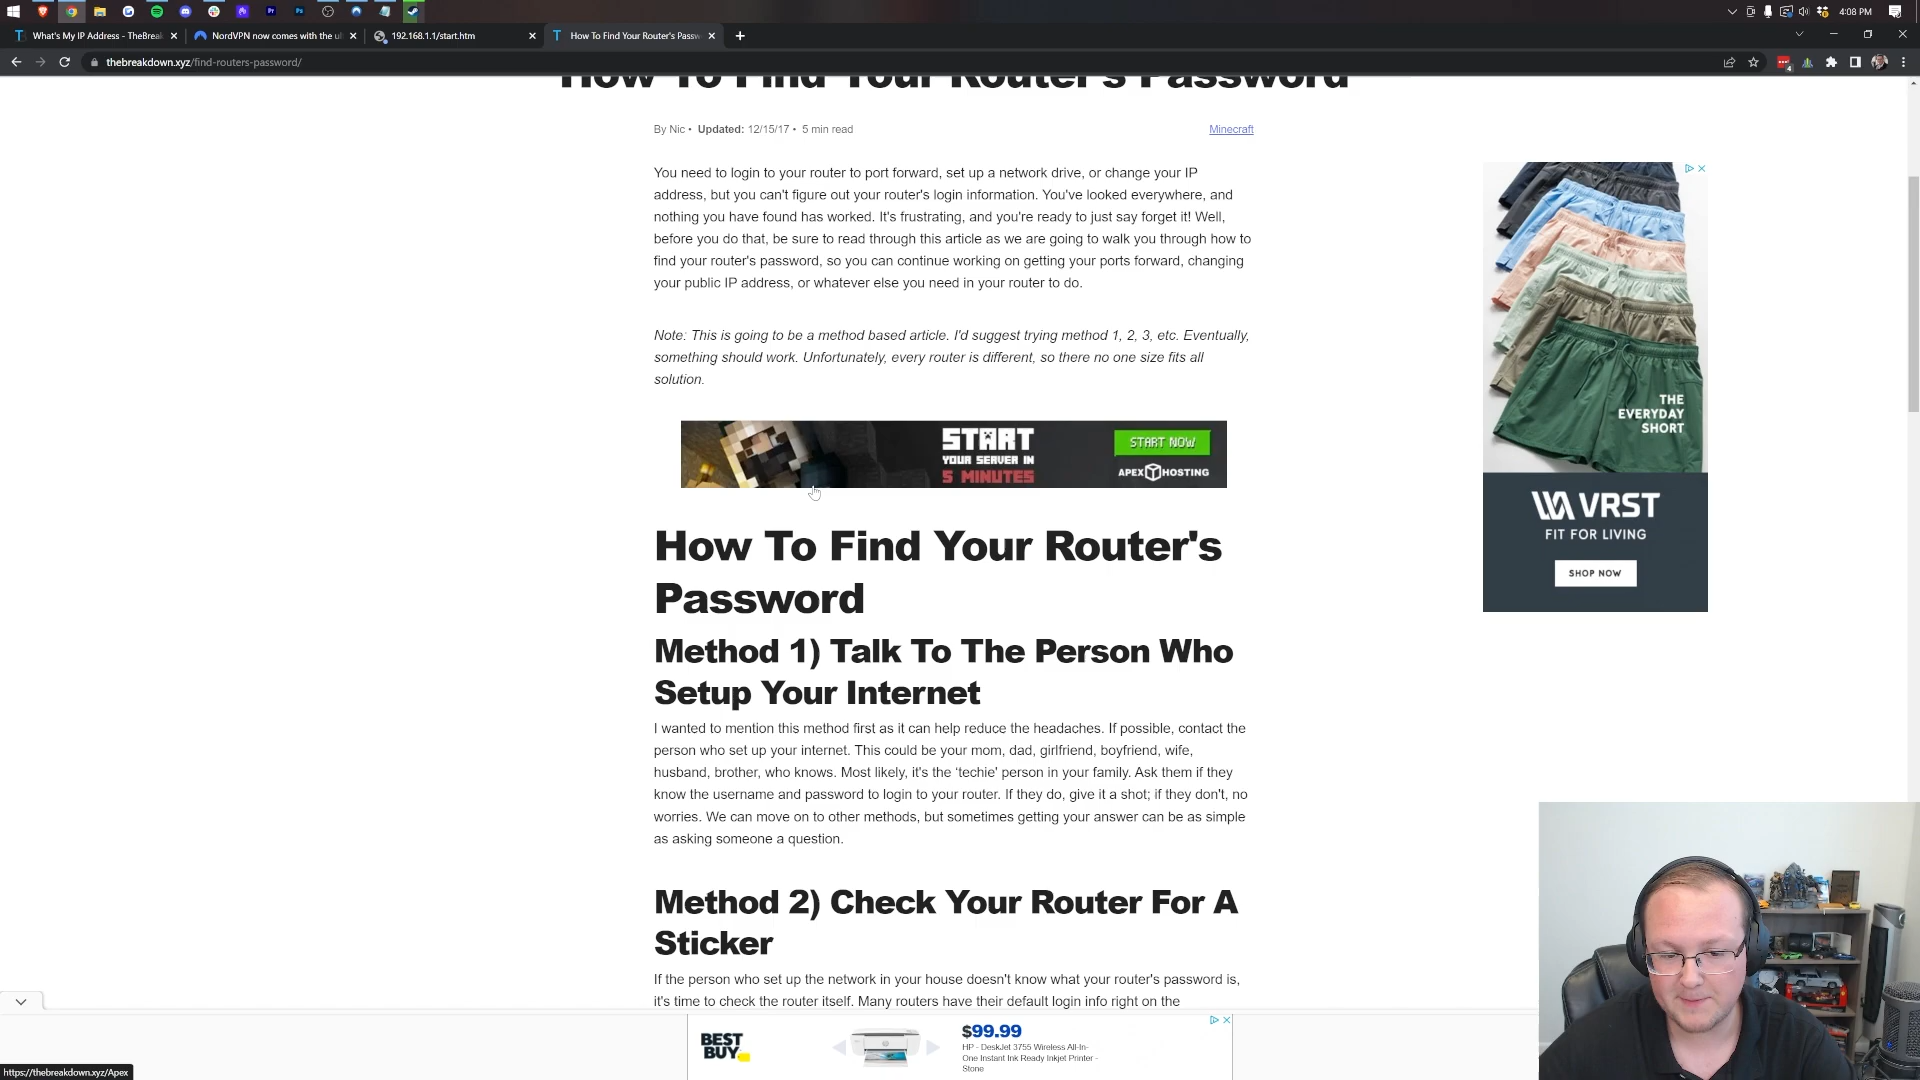 4:08 PM
What's My IP Address - TheBreak
NordVPN now comes with the ul
192.168.1.1/start.htm
How To Find Your Router's Passw
thebreakdown.xyz/find-routers-password/
How To Find Your Router's Password
By Nic • Updated: 12/15/17 • 5 min read
Minecraft
You need to login to your router to port forward, set up a network drive, or change your IP
address, but you can't figure out your router's login information. You've looked everywhere, and
nothing you have found has worked. It's frustrating, and you're ready to just say forget it! Well,
before you do that, be sure to read through this article as we are going to walk you through how to
find your router's password, so you can continue working on getting your ports forward, changing
your public IP address, or whatever else you need in your router to do.
Note: This is going to be a method based article. I'd suggest trying method 1, 2, 3, etc. Eventually,
something should work. Unfortunately, every router is different, so there no one size fits all
solution.
START
YOUR SERVER IN
5 MINUTES
START NOW
APEX HOSTING
THE
EVERYDAY
SHORT
VRST
FIT FOR LIVING
SHOP NOW
How To Find Your Router's
Password
Method 1) Talk To The Person Who
Setup Your Internet
I wanted to mention this method first as it can help reduce the headaches. If possible, contact the
person who set up your internet. This could be your mom, dad, girlfriend, boyfriend, wife,
husband, brother, who knows. Most likely, it's the ‘techie’ person in your family. Ask them if they
know the username and password to login to your router. If they do, give it a shot; if they don't, no
worries. We can move on to other methods, but sometimes getting your answer can be as simple
as asking someone a question.
Method 2) Check Your Router For A
Sticker
If the person who set up the network in your house doesn't know what your router's password is,
it's time to check the router itself. Many routers have their default login info right on the
BEST
BUY
$99.99
HP - DeskJet 3755 Wireless All-In-
One Instant Ink Ready Inkjet Printer -
Stone
https://thebreakdown.xyz/Apex